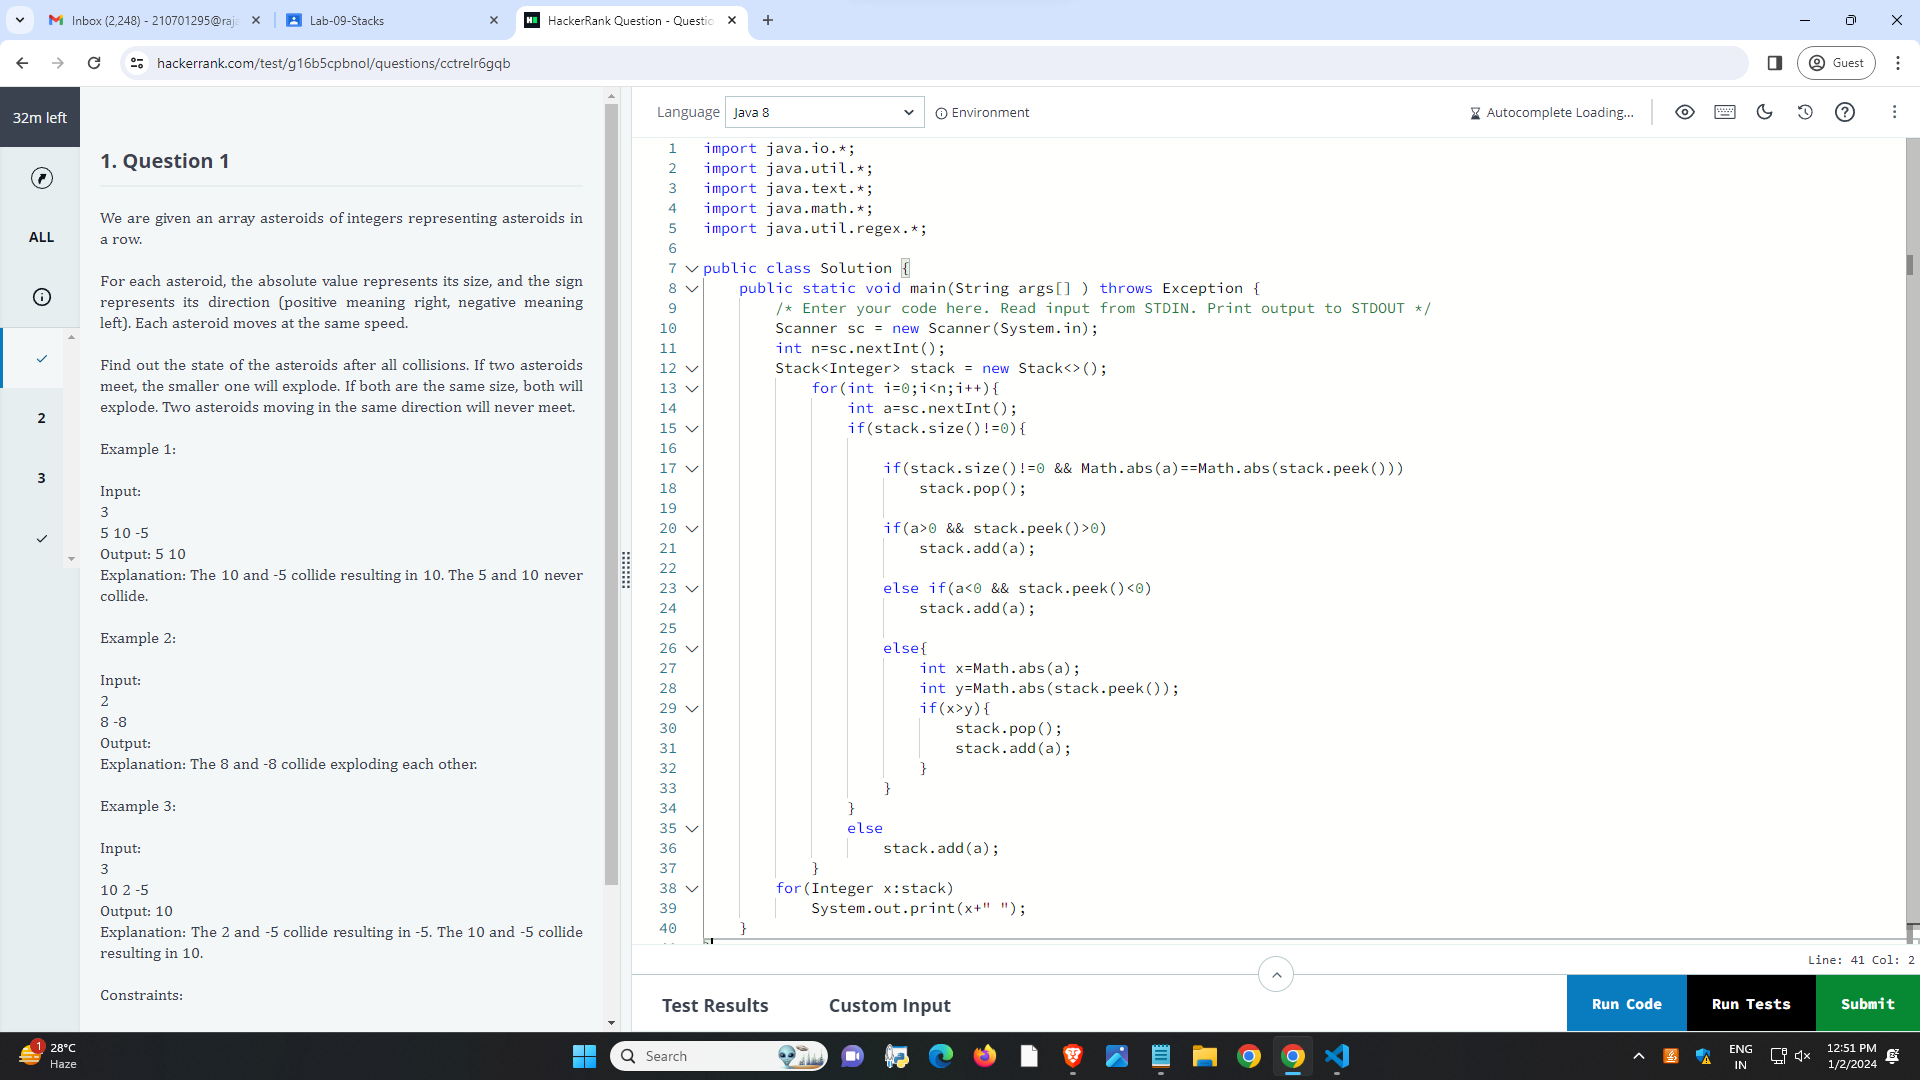 Inbox (2,248) - 210701295@raja
Lab-09-Stacks
HackerRank Question - Questio
hackerrank.com/test/g16b5cpbnol/questions/cctrelr6gqb
Guest
32m left
ALL
2
3
1. Question 1
We are given an array asteroids of integers representing asteroids in
a row.
For each asteroid, the absolute value represents its size, and the sign
represents its direction (positive meaning right, negative meaning
left). Each asteroid moves at the same speed.
Find out the state of the asteroids after all collisions. If two asteroids
meet, the smaller one will explode. If both are the same size, both will
explode. Two asteroids moving in the same direction will never meet.
Example 1:
Input:
3
5 10 -5
Output: 5 10
Explanation: The 10 and -5 collide resulting in 10. The 5 and 10 never
collide.
Example 2:
Input:
2
8 -8
Output:
Explanation: The 8 and -8 collide exploding each other.
Example 3:
Input:
3
10 2 -5
Output: 10
Explanation: The 2 and -5 collide resulting in -5. The 10 and -5 collide
resulting in 10.
Constraints:
Language Java 8 Environment
Autocomplete Loading...
1 import java.io.*;
2 import java.util.*;
3 import java.text.*;
4 import java.math.*;
5 import java.util.regex.*;
6
7 public class Solution {
8 public static void main(String args[] ) throws Exception {
9 /* Enter your code here. Read input from STDIN. Print output to STDOUT */
10 Scanner sc = new Scanner(System.in);
11 int n=sc.nextInt();
12 Stack<Integer> stack = new Stack<>();
13 for(int i=0;i<n;i++){
14 int a=sc.nextInt();
15 if(stack.size()!=0){
16
17 if(stack.size()!=0 && Math.abs(a)==Math.abs(stack.peek()))
18 stack.pop();
19
20 if(a>0 && stack.peek()>0)
21 stack.add(a);
22
23 else if(a<0 && stack.peek()<0)
24 stack.add(a);
25
26 else{
27 int x=Math.abs(a);
28 int y=Math.abs(stack.peek());
29 if(x>y){
30 stack.pop();
31 stack.add(a);
32 }
33 }
34 }
35 else
36 stack.add(a);
37 }
38 for(Integer x:stack)
39 System.out.print(x+" ");
40 }
Line: 41 Col: 2
Test Results
Custom Input
Run Code
Run Tests
Submit
1
28°C
Haze
Search
ENG
IN
12:51 PM
1/2/2024